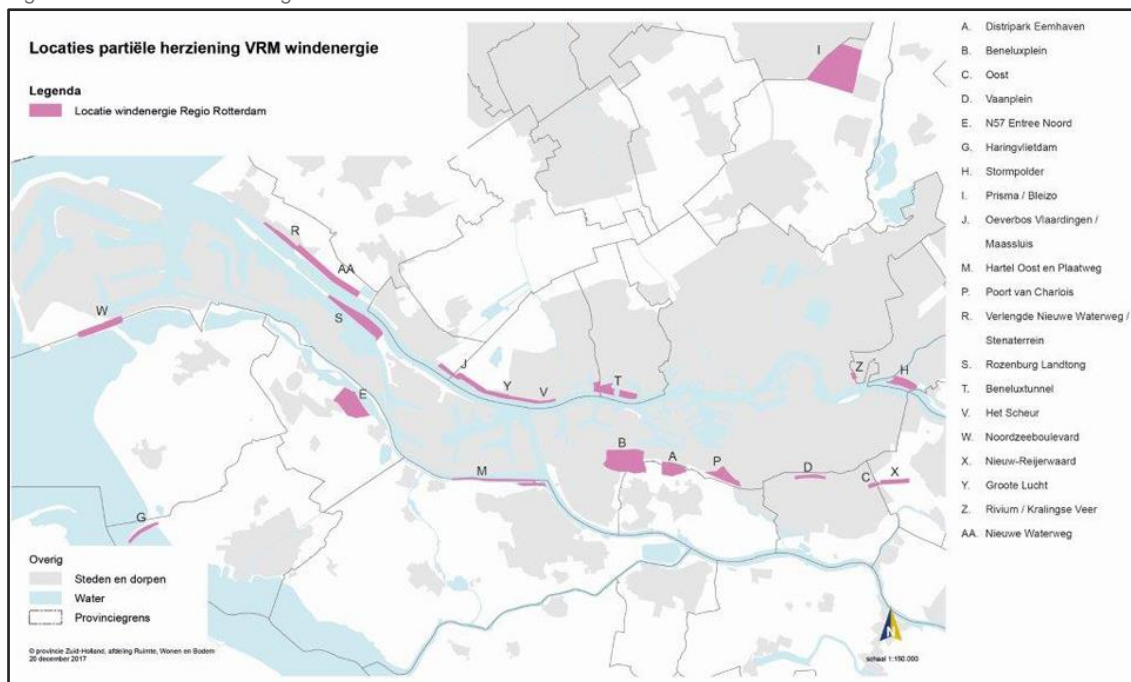 Locaties partiële herziening VRM windenergie
Legenda
Locatie windenergie Regio Rotterdam
I
R
AA
W
S
J
Y
V
T
Z
H
E
B
A
P
M
D
C
X
G
Overig
Steden en dorpen
Water
Provinciegrens
© provincie Zuid-Holland, afdeling Ruimte, Wonen en Bodem
20 december 2017
N
schaal 1:150.000
A. Distripark Eemhaven
B. Beneluxplein
C. Oost
D. Vaanplein
E. N57 Entree Noord
G. Haringvlietdam
H. Stormpolder
I. Prisma / Bleizo
J. Oeverbos Vlaardingen /
Maassluis
M. Hartel Oost en Plaatweg
P. Poort van Charlois
R. Verlengde Nieuwe Waterweg /
Stenaterrein
S. Rozenburg Landtong
T. Beneluxtunnel
V. Het Scheur
W. Noordzeeboulevard
X. Nieuw-Reijerwaard
Y. Groote Lucht
Z. Rivium / Kralingse Veer
AA. Nieuwe Waterweg